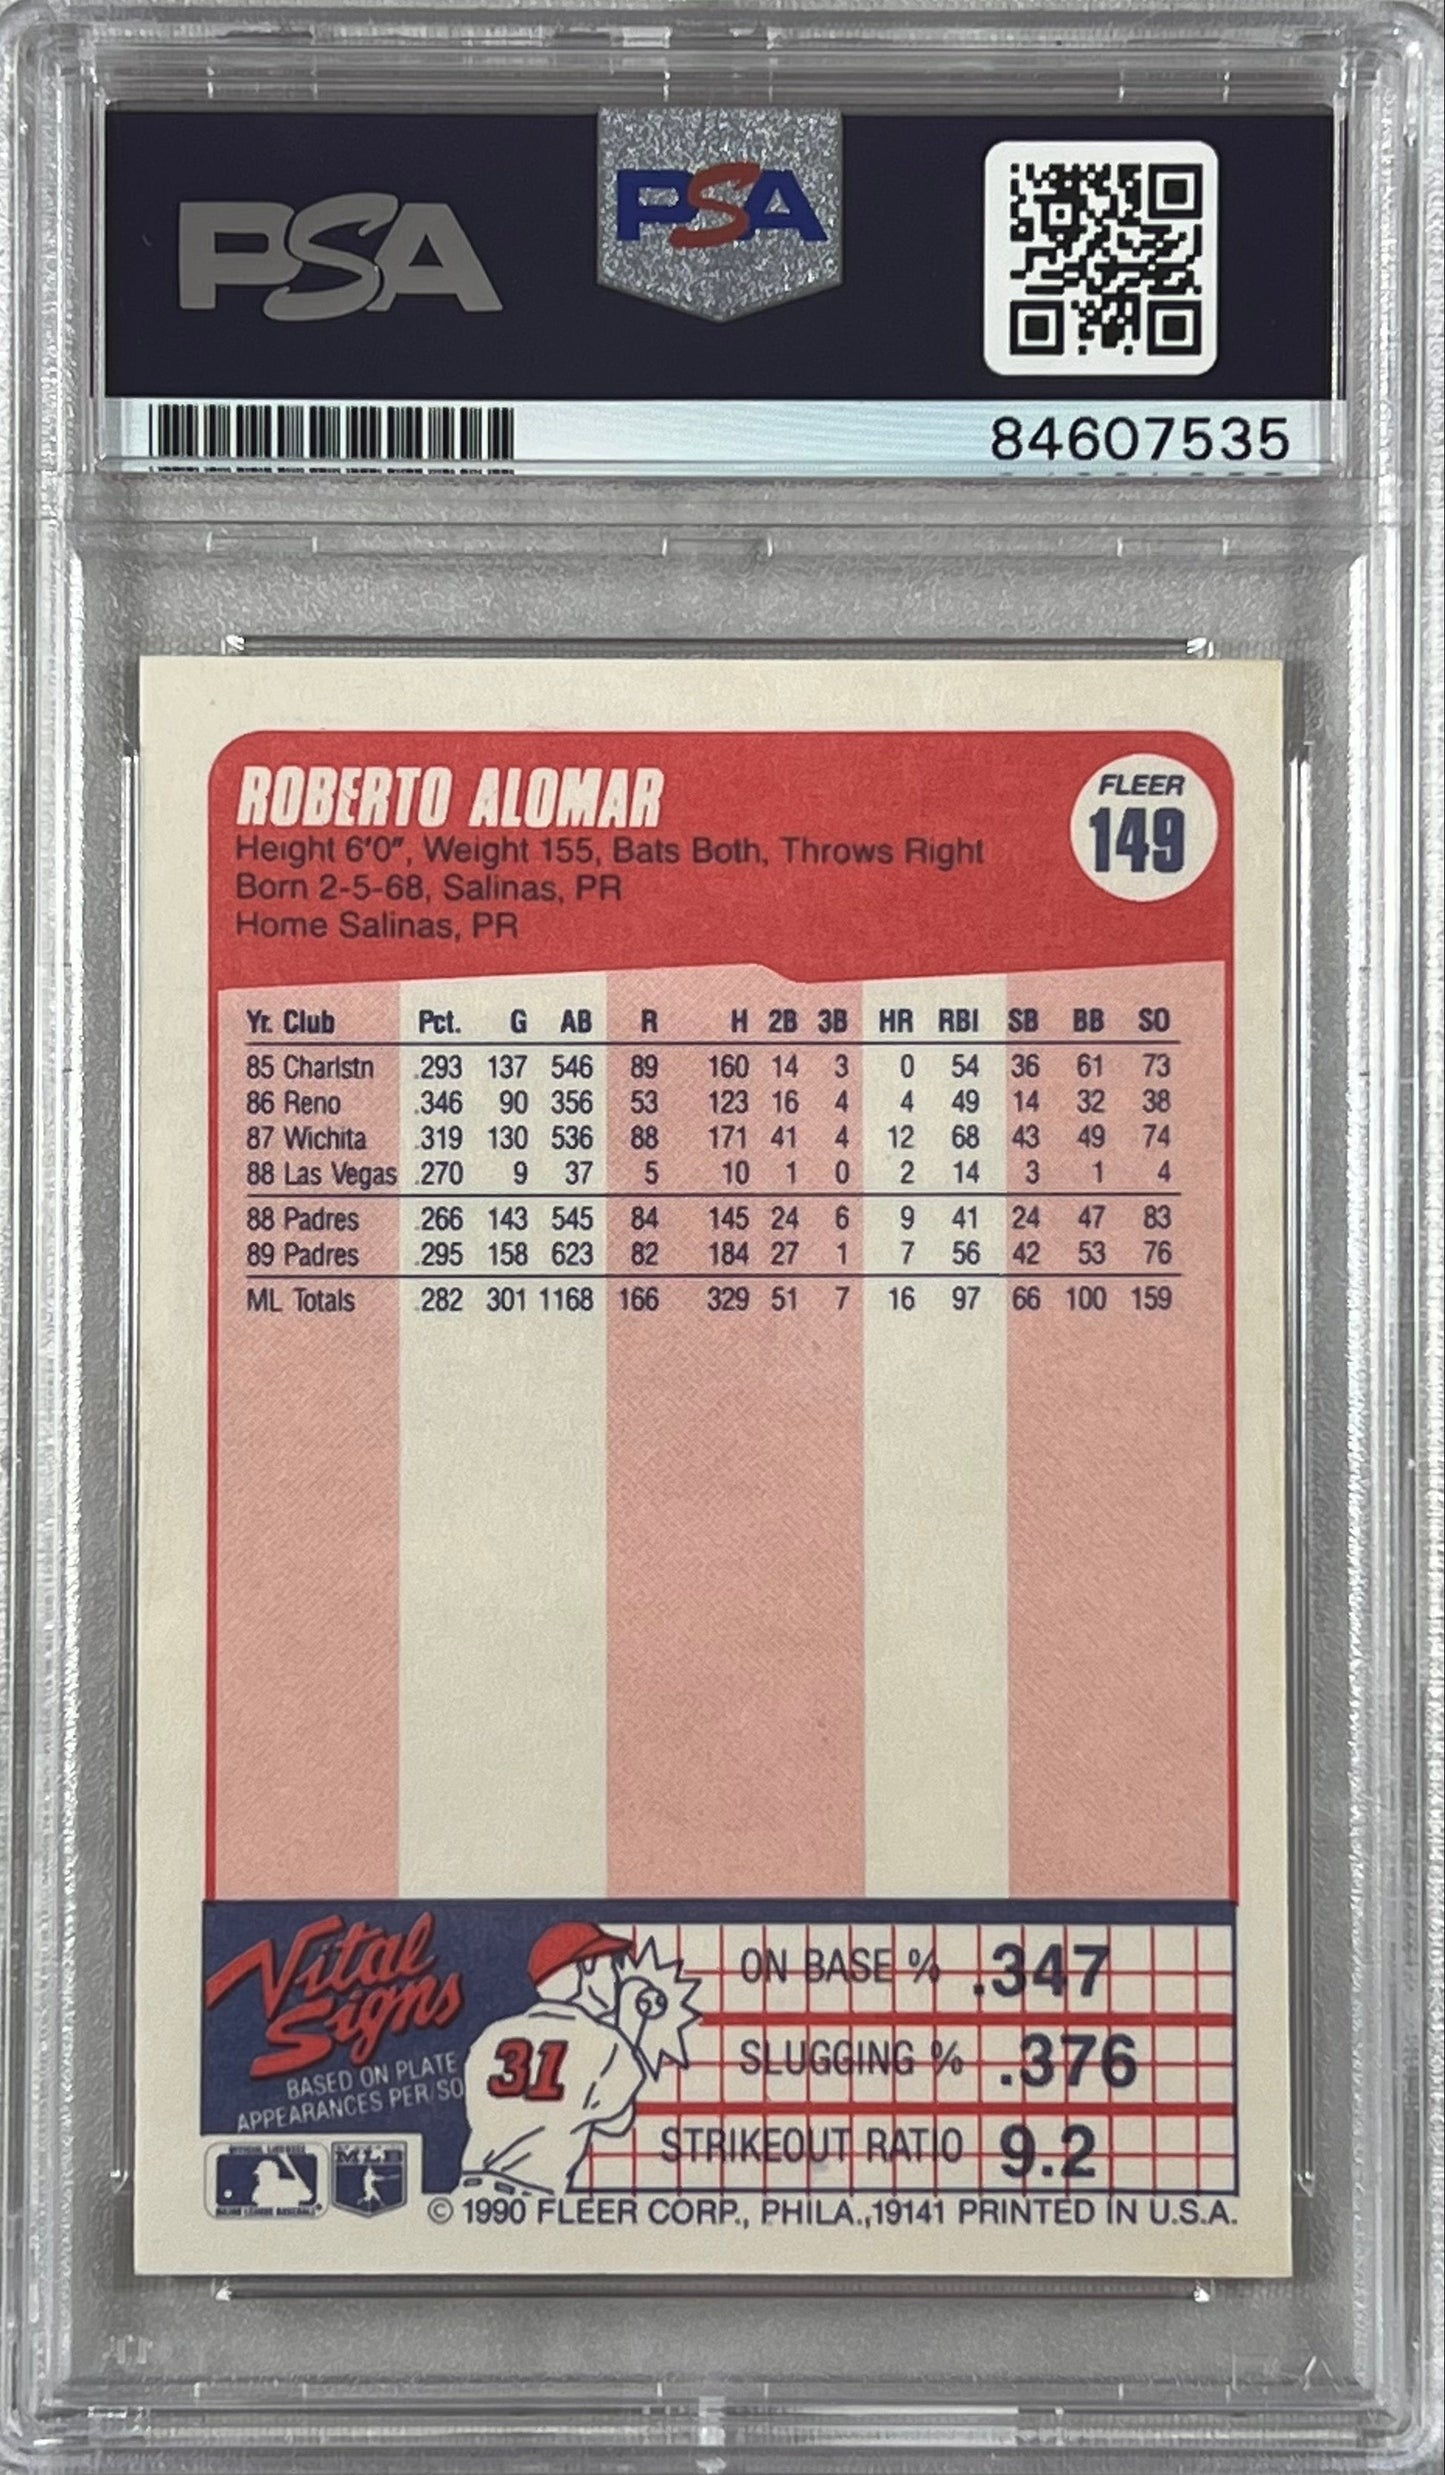 PSA
PSA
84607535
ROBERTO ALOMAR
FLEER
149
Height 6'0", Weight 155, Bats Both, Throws Right
Born 2-5-68, Salinas, PR
Home Salinas, PR
Yr. Club Pct. G AB R H 2B 3B HR RBI SB BB SO
85 Charlstn .293 137 546 89 160 14 3 0 54 36 61 73
86 Reno .346 90 356 53 123 16 4 4 49 14 32 38
87 Wichita .319 130 536 88 171 41 4 12 68 43 49 74
88 Las Vegas .270 9 37 5 10 1 0 2 14 3 1 4
88 Padres .266 143 545 84 145 24 6 9 41 24 47 83
89 Padres .295 158 623 82 184 27 1 7 56 42 53 76
ML Totals .282 301 1168 166 329 51 7 16 97 66 100 159
Vital
Signs
BASED ON PLATE
APPEARANCES PER SO
31
ON BASE % .347
SLUGGING % .376
STRIKEOUT RATIO 9.2
MLB
© 1990 FLEER CORP., PHILA.,19141 PRINTED IN U.S.A.